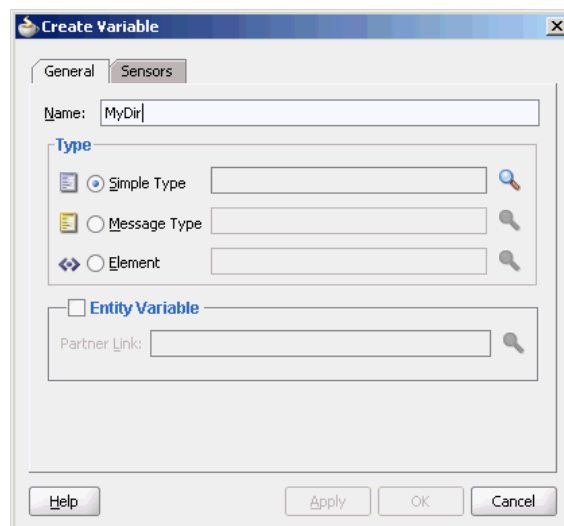 Create Variable
General Sensors
Name: MyDir
Type
Simple Type
Message Type
Element
Entity Variable
Partner Link:
Help Apply OK Cancel